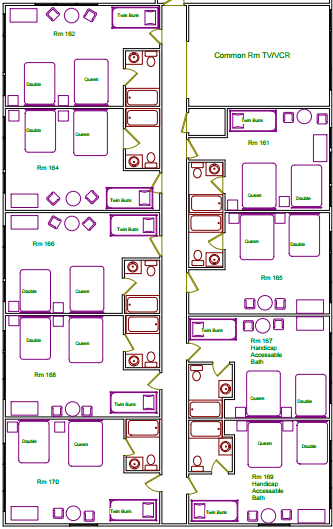 Rm 162
Twin Bunk
Double
Queen
Common Rm TV/VCR
Double
Queen
Rm 164
Twin Bunk
Twin Bunk
Rm 161
Queen
Double
Rm 166
Twin Bunk
Double
Queen
Queen
Double
Rm 165
Double
Queen
Rm 168
Twin Bunk
Twin Bunk
Rm 167
Handicap
Accessable
Bath
Queen
Double
Double
Queen
Rm 170
Twin Bunk
Queen
Double
Rm 169
Handicap
Accessable
Bath
Twin Bunk